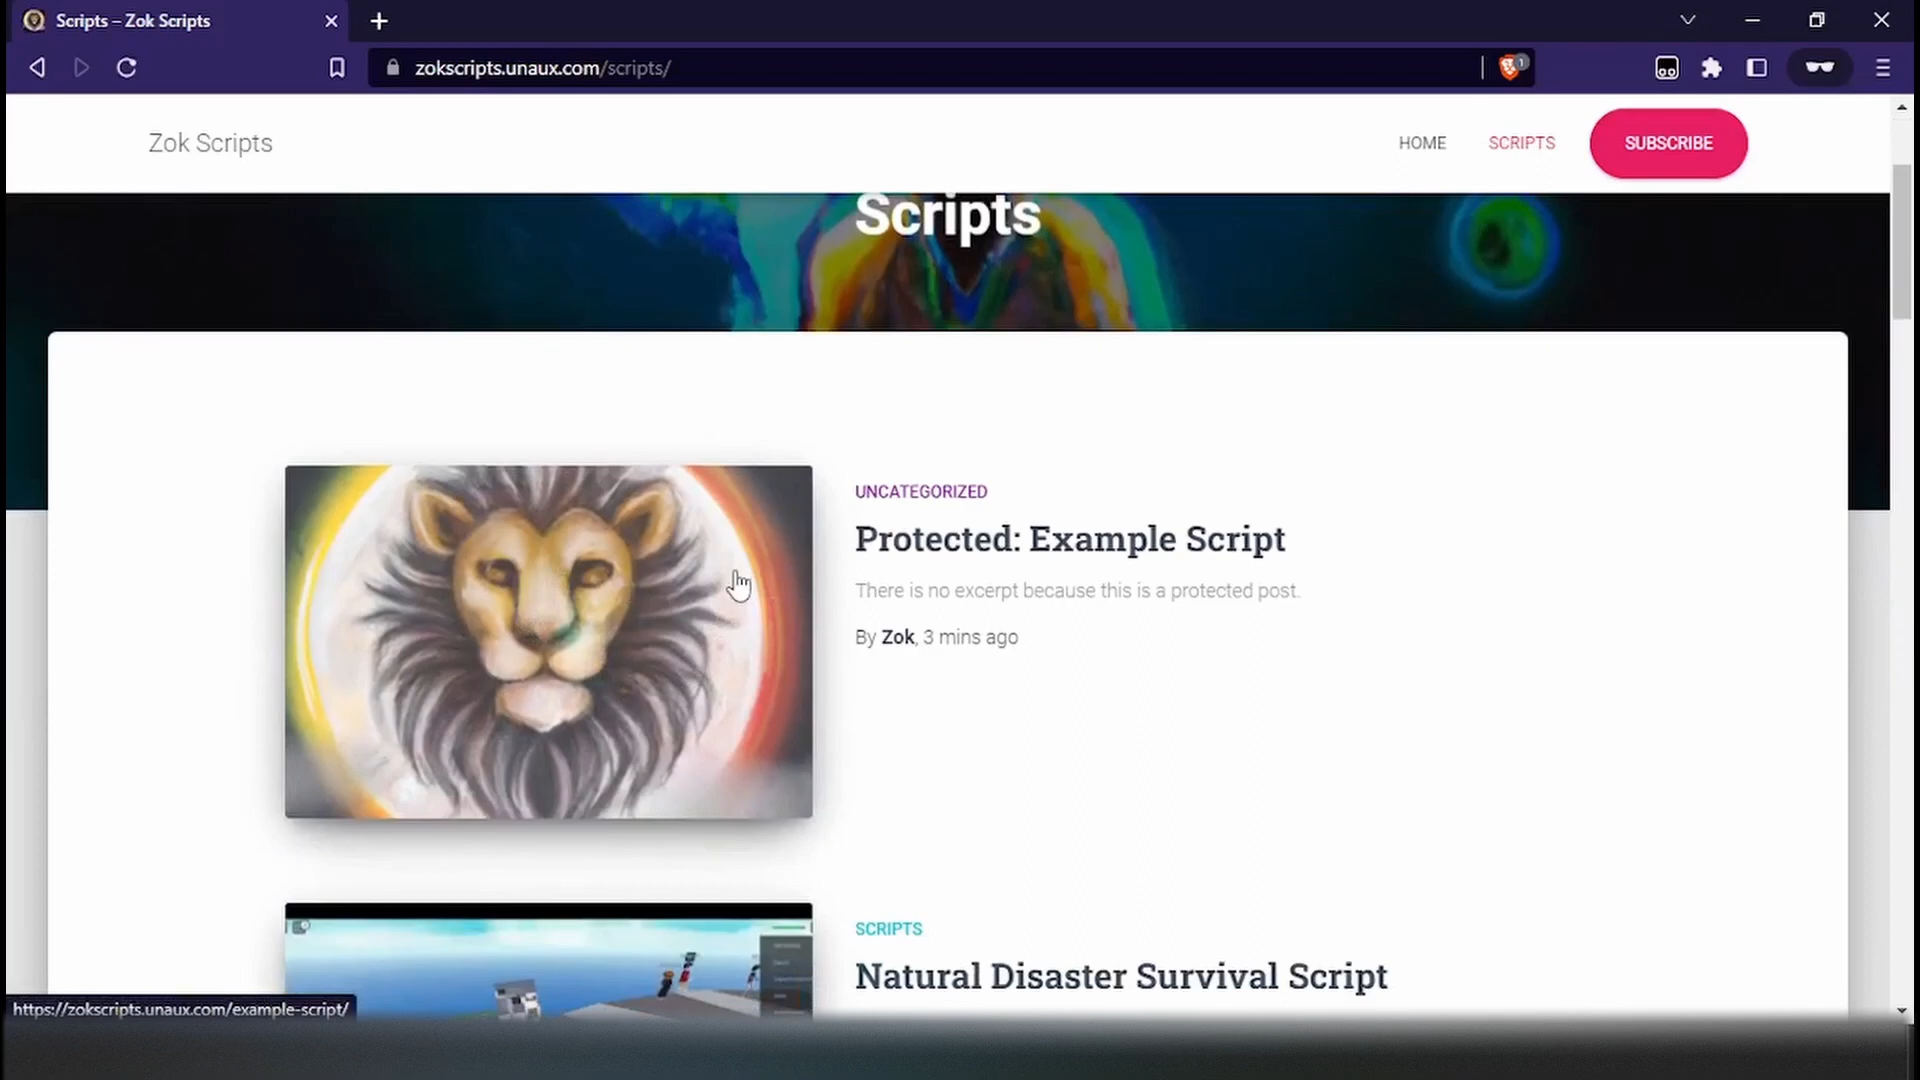 Scripts – Zok Scripts
zokscripts.unaux.com/scripts/
1
Zok Scripts
HOME
SCRIPTS
SUBSCRIBE
Scripts
UNCATEGORIZED
Protected: Example Script
There is no excerpt because this is a protected post.
By Zok, 3 mins ago
SCRIPTS
Natural Disaster Survival Script
https://zokscripts.unaux.com/example-script/